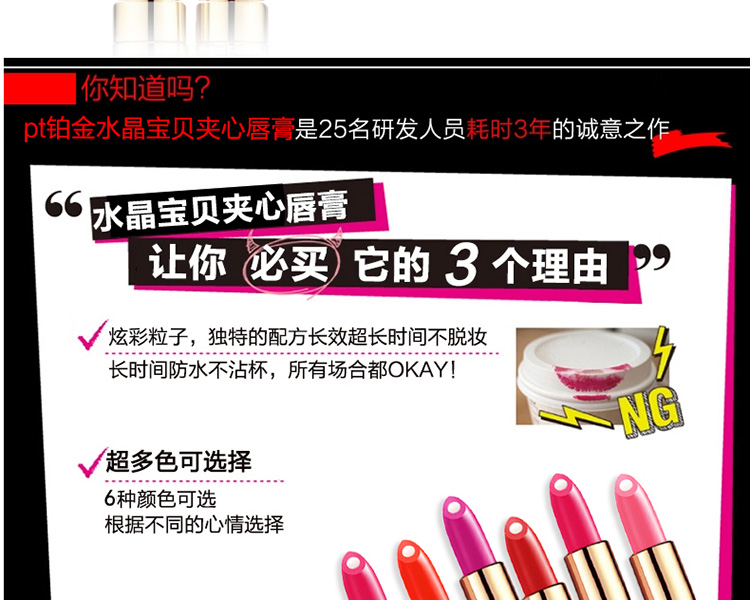 你知道吗？
pt铂金水晶宝贝夹心唇膏是25名研发人员耗时3年的诚意之作
“水晶宝贝夹心唇膏
让你 必买 它的 3 个理由”
炫彩粒子，独特的配方长效超长时间不脱妆
长时间防水不沾杯，所有场合都OKAY！
NG
超多色可选择
6种颜色可选
根据不同的心情选择